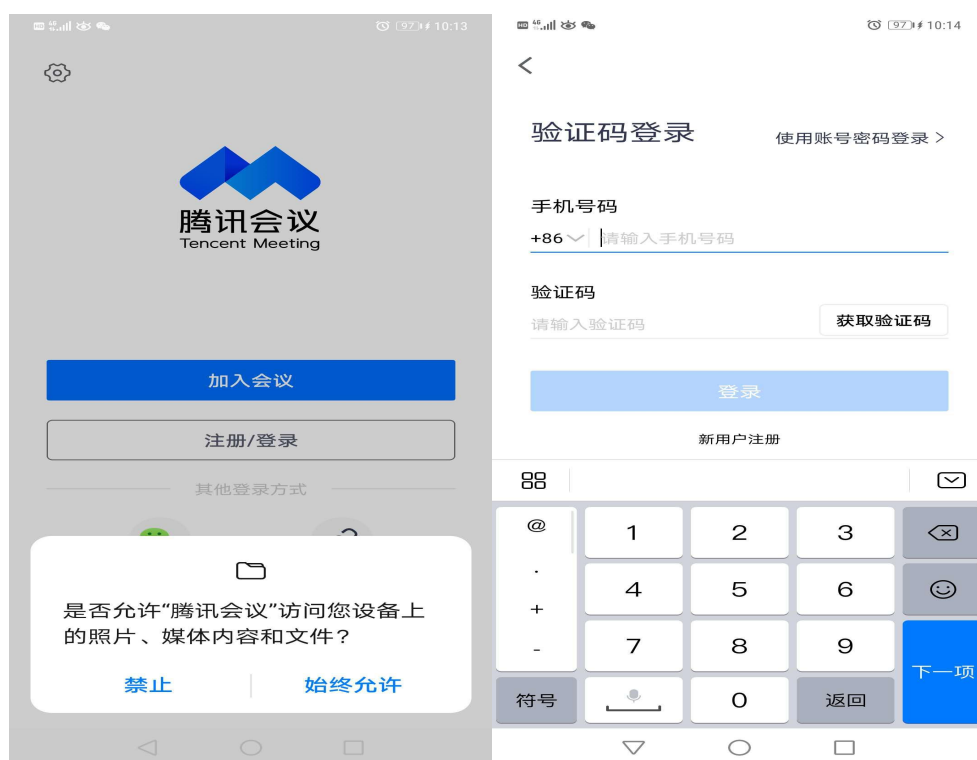 HD 46 97 10:13
腾讯会议
Tencent Meeting
加入会议
注册/登录
其他登录方式
是否允许“腾讯会议”访问您设备上
的照片、媒体内容和文件?
禁止 始终允许
HD 46 97 10:14
验证码登录 使用账号密码登录 >
手机号码
+86 请输入手机号码
验证码
请输入验证码 获取验证码
登录
新用户注册
@ 1 2 3
. 4 5 6
+
- 7 8 9
下一项
符号 0 返回